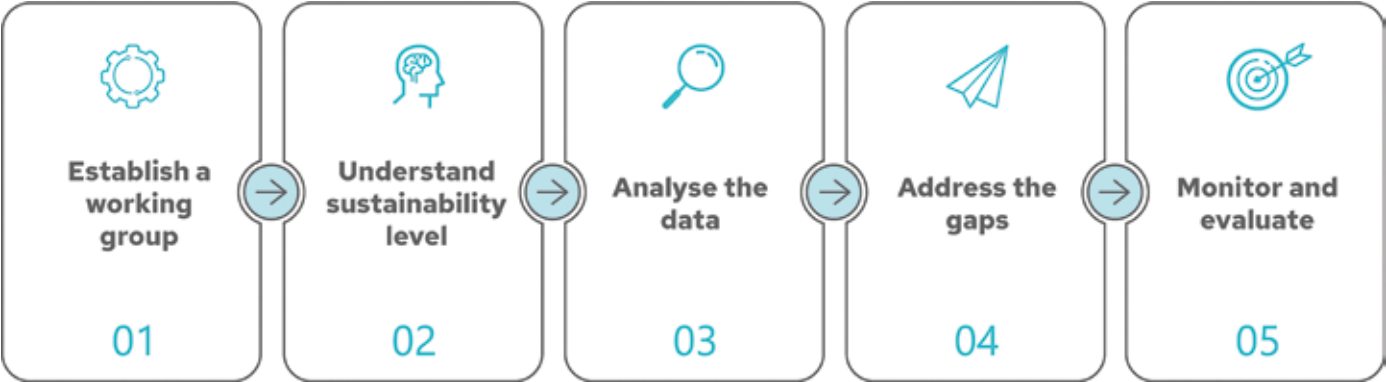 Establish a
working
group
01
Understand
sustainability
level
02
Analyse the
data
03
Address the
gaps
04
Monitor and
evaluate
05